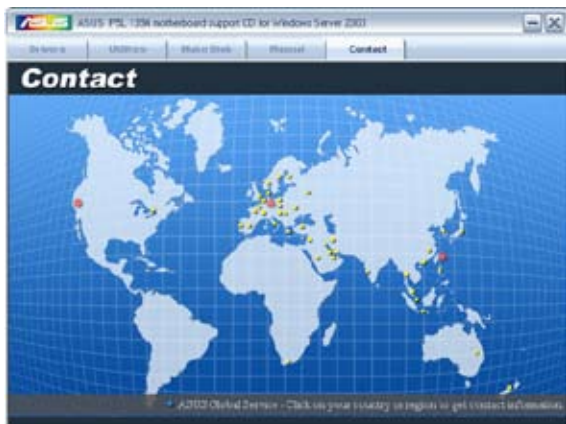 ASUS ASUS P5L 1394 motherboard support CD for Windows Server 2003
Drivers Utilities Make Disk Manual Contact
Contact
ASUS Global Service - Click on your country or region to get contact information